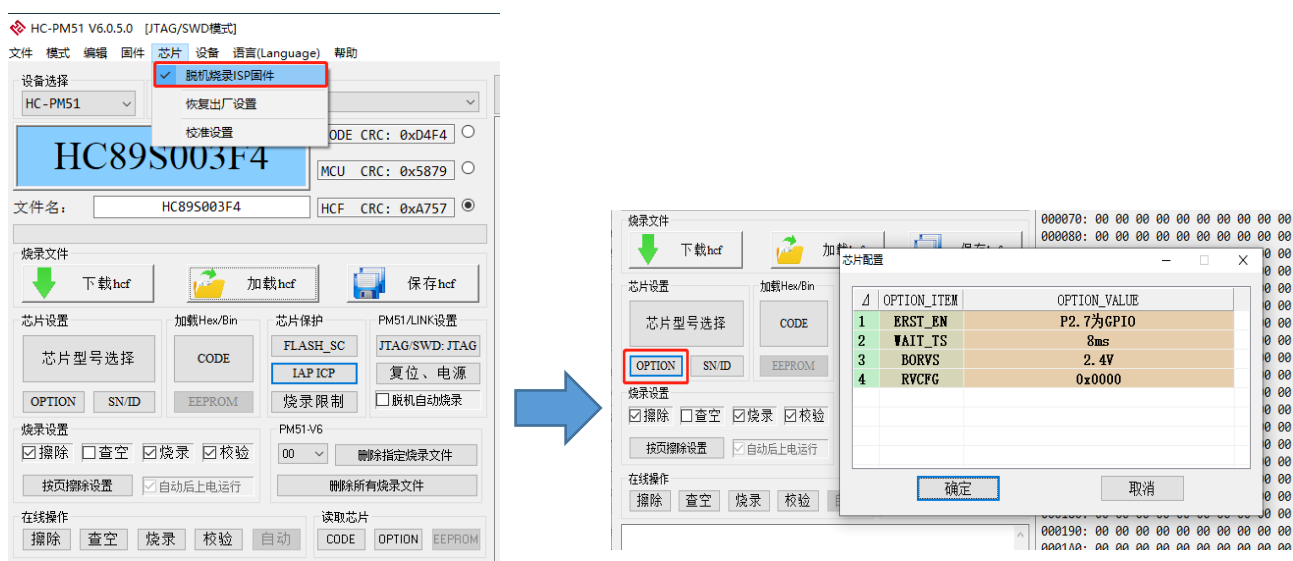 HC-PM51 V6.0.5.0 [JTAG/SWD模式]
文件 模式 编辑 固件 芯片 设备 语言(Language) 帮助
设备选择
脱机烧录ISP固件
HC-PM51
恢复出厂设置
校准设置
ODE CRC: 0xD4F4
HC89S003F4
MCU CRC: 0x5879
文件名: HC89S003F4 HCF CRC: 0xA757
烧录文件
下载hcf 加载hcf 保存hcf
芯片设置 加载Hex/Bin 芯片保护 PM51/LINK设置
芯片型号选择 CODE FLASH_SC JTAG/SWD: JTAG
IAP ICP 复位、电源
OPTION SN/ID EEPROM 烧录限制 脱机自动烧录
烧录设置 PM51-V6
擦除 查空 烧录 校验 00 删除指定烧录文件
按页擦除设置 自动后上电运行 删除所有烧录文件
在线操作 读取芯片
擦除 查空 烧录 校验 自动 CODE OPTION EEPROM
烧录文件
下载hcf
芯片设置 加载Hex/Bin
芯片型号选择 CODE
OPTION SN/ID EEPROM
烧录设置
擦除 查空 烧录 校验
按页擦除设置 自动后上电运行
在线操作
擦除 查空 烧录 校验
000070: 00 00 00 00 00 00 00 00 00 00
000080: 00 00 00 00 00 00 00 00 00 00
芯片配置
OPTION_ITEM OPTION_VALUE
1 ERST_EN P2.7为GPIO
2 WAIT_TS 8ms
3 BORVS 2.4V
4 RVCFG 0x0000
确定 取消
000190: 00 00 00 00 00 00 00 00 00 00
0001A0: 00 00 00 00 00 00 00 00 00 00